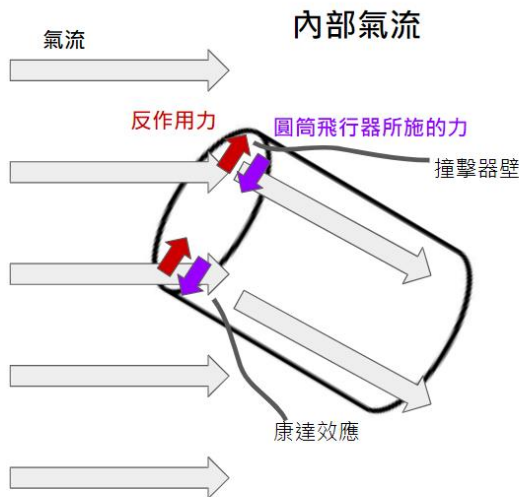 內部氣流
氣流
反作用力
圓筒飛行器所施的力
撞擊器壁
康達效應